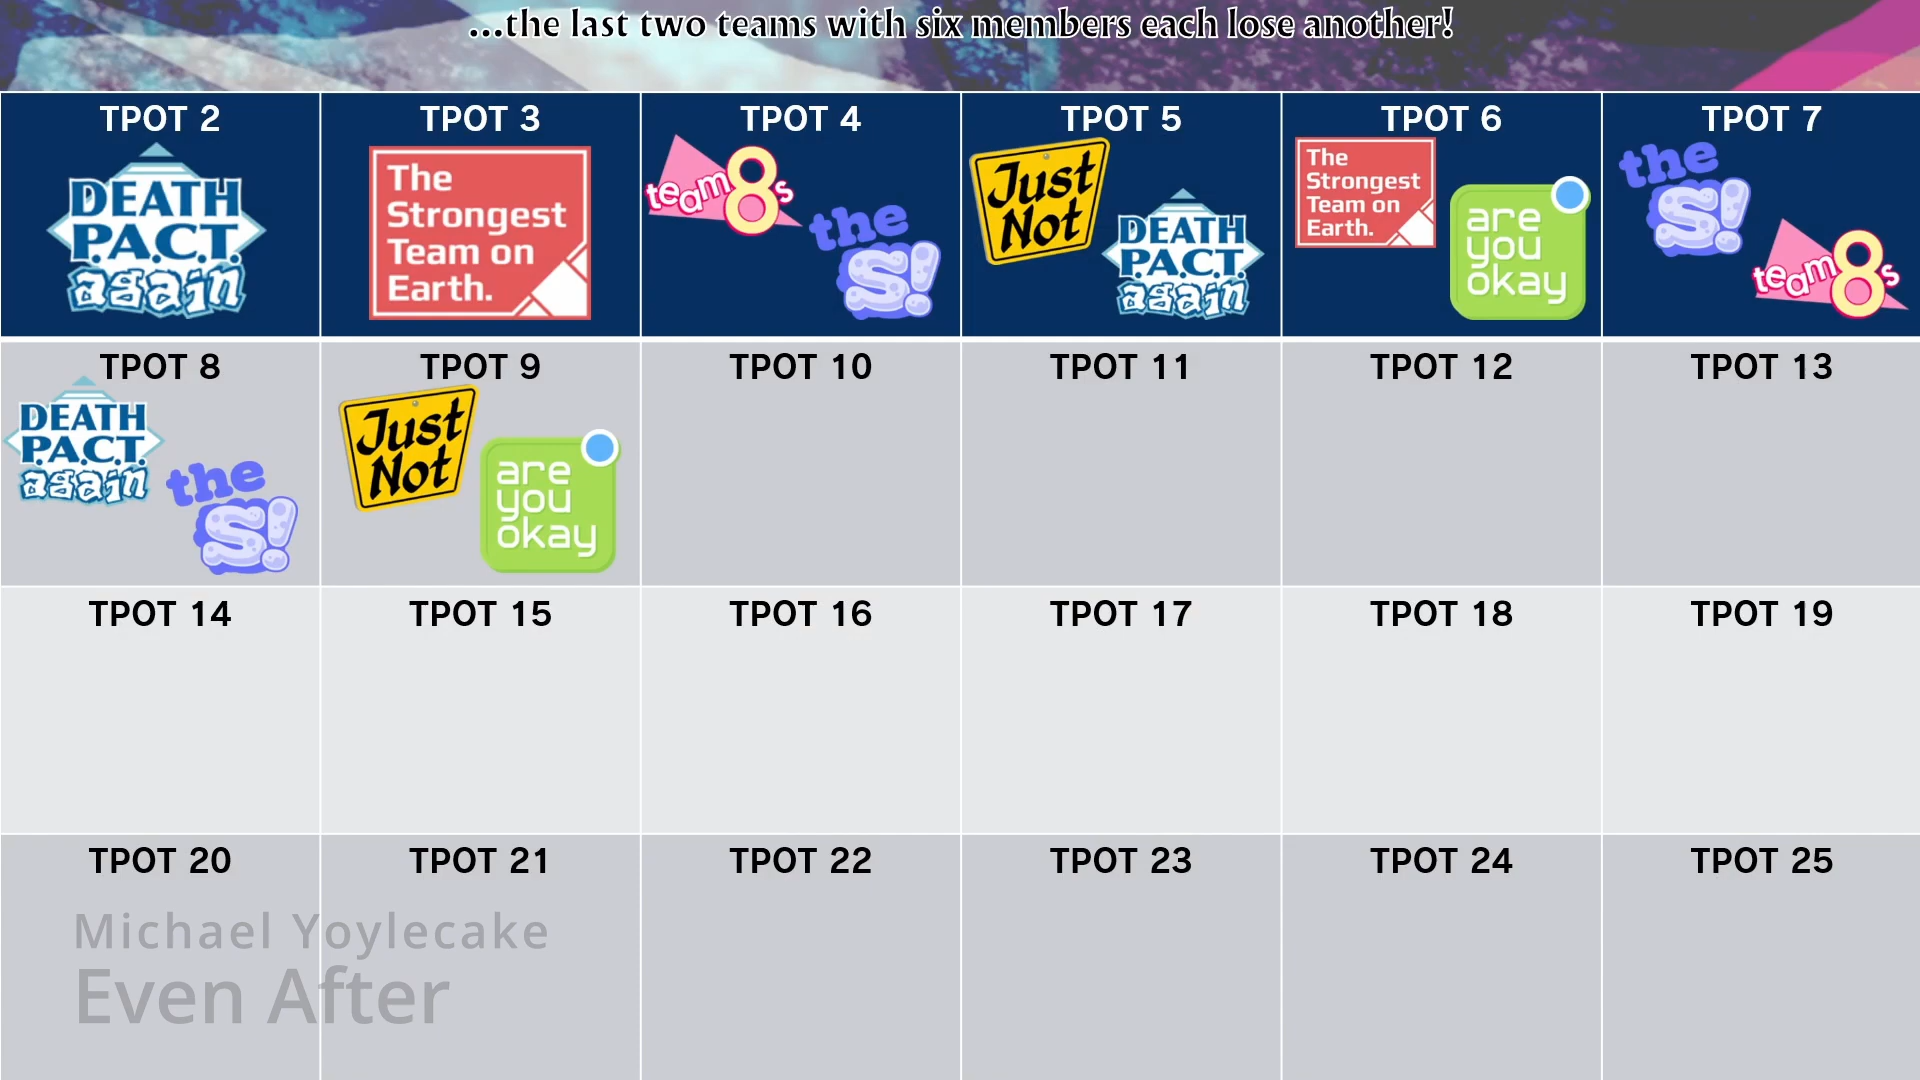 ...the last two teams with six members each lose another!
TPOT 2
DEATH
P.A.C.T.
again
TPOT 3
The
Strongest
Team on
Earth.
TPOT 4
team8s
the
S!
TPOT 5
Just
Not
DEATH
P.A.C.T.
again
TPOT 6
The
Strongest
Team on
Earth.
are
you
okay
TPOT 7
the
S!
team8s
TPOT 8
DEATH
P.A.C.T.
again
the
S!
TPOT 9
Just
Not
are
you
okay
TPOT 10
TPOT 11
TPOT 12
TPOT 13
TPOT 14
TPOT 15
TPOT 16
TPOT 17
TPOT 18
TPOT 19
TPOT 20
TPOT 21
TPOT 22
TPOT 23
TPOT 24
TPOT 25
Michael Yoylecake
Even After